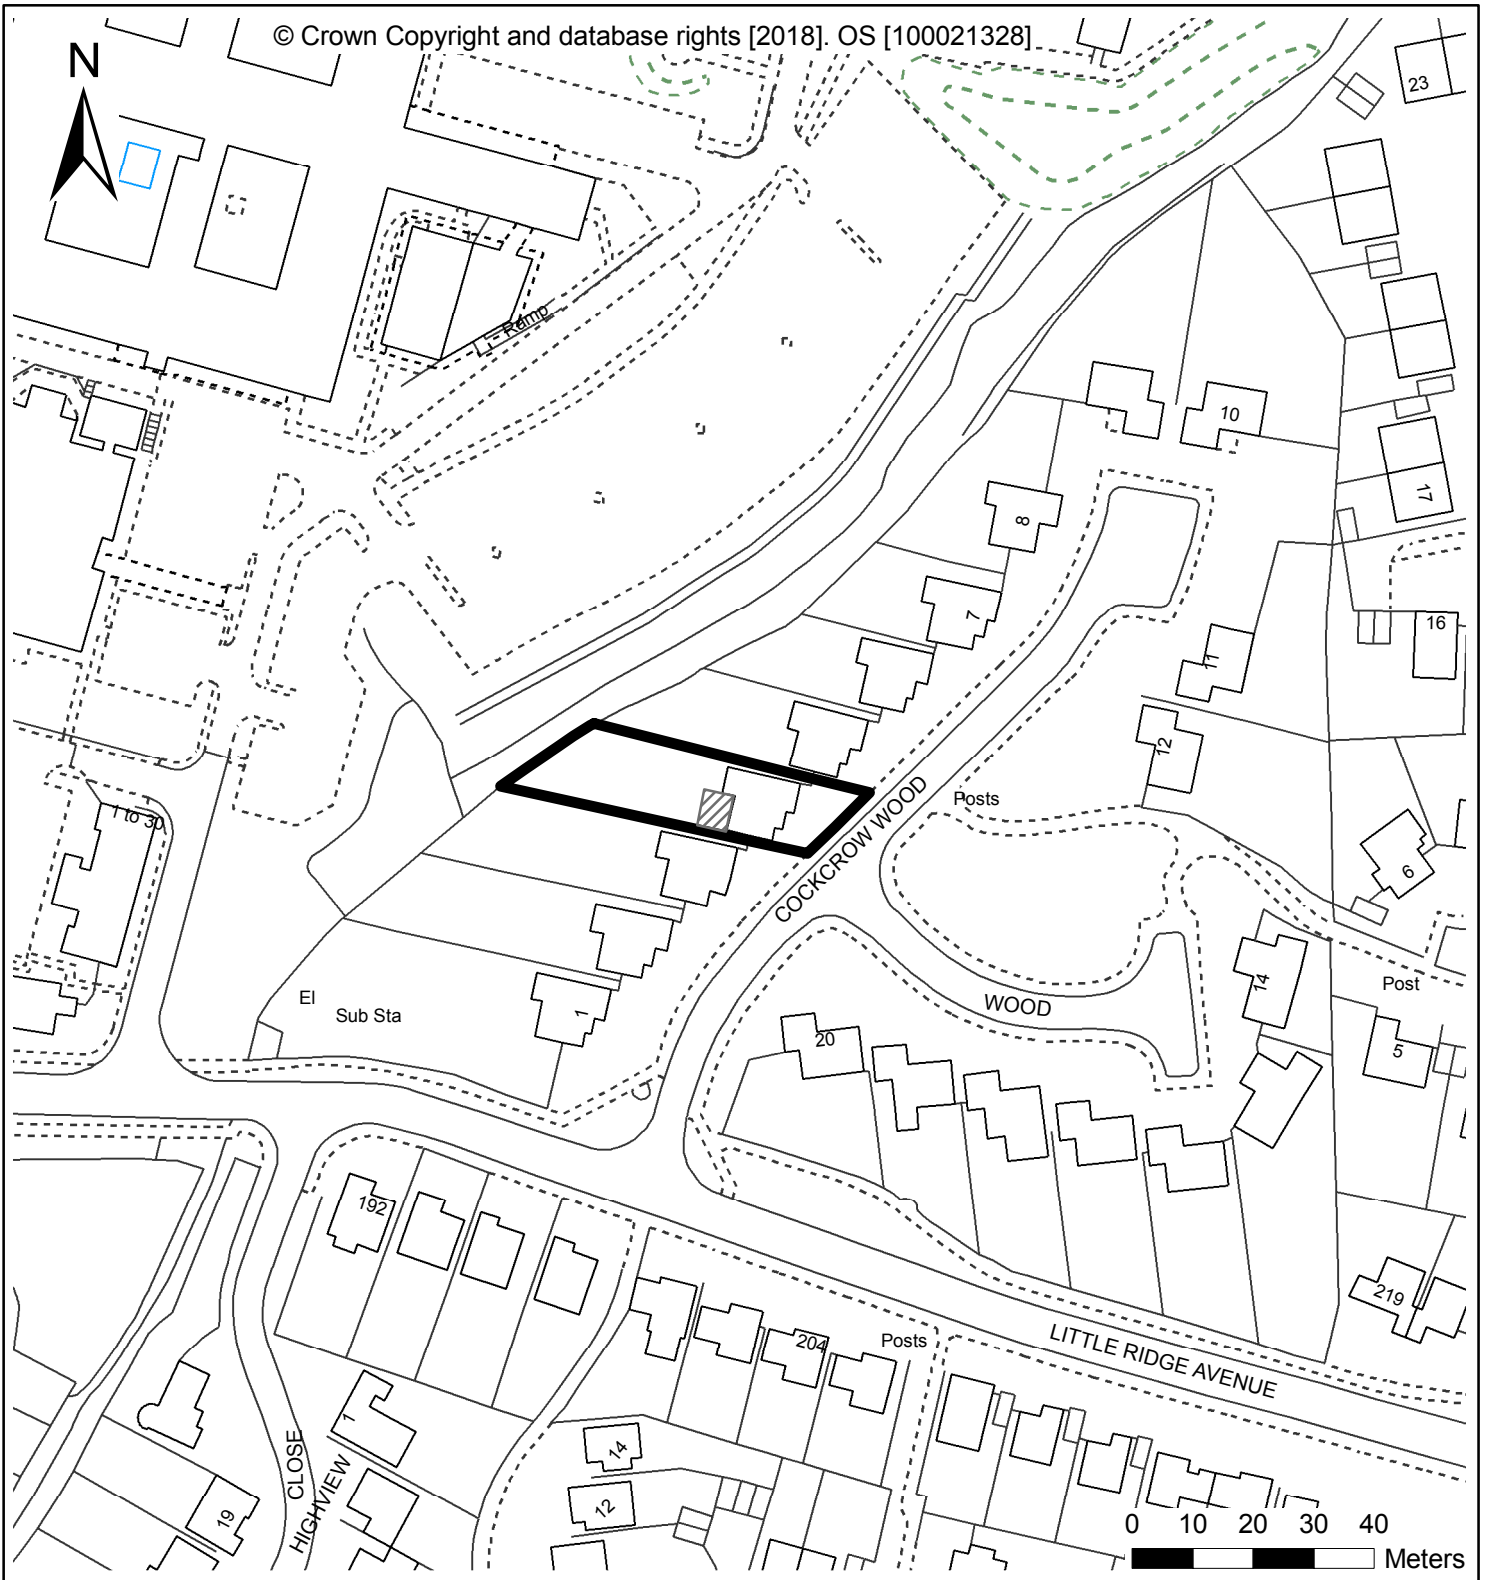 © Crown Copyright and database rights [2018]. OS [100021328]
N
23
Ramp
10
17
8
7
16
11
12
Posts
1 to 30
COCKCROW WOOD
6
14
Post
El
Sub Sta
WOOD
1
20
5
192
219
204
Posts
LITTLE RIDGE AVENUE
1
14
CLOSE
HIGHVIEW
12
19
0 10 20 30 40
Meters